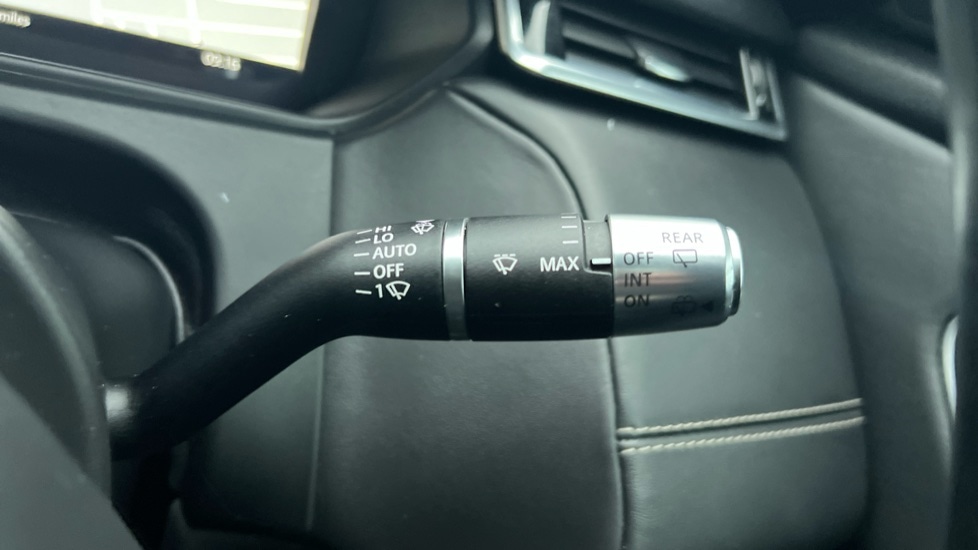 miles
02:16
HI
LO
AUTO
OFF
1
MAX
REAR
OFF
INT
ON